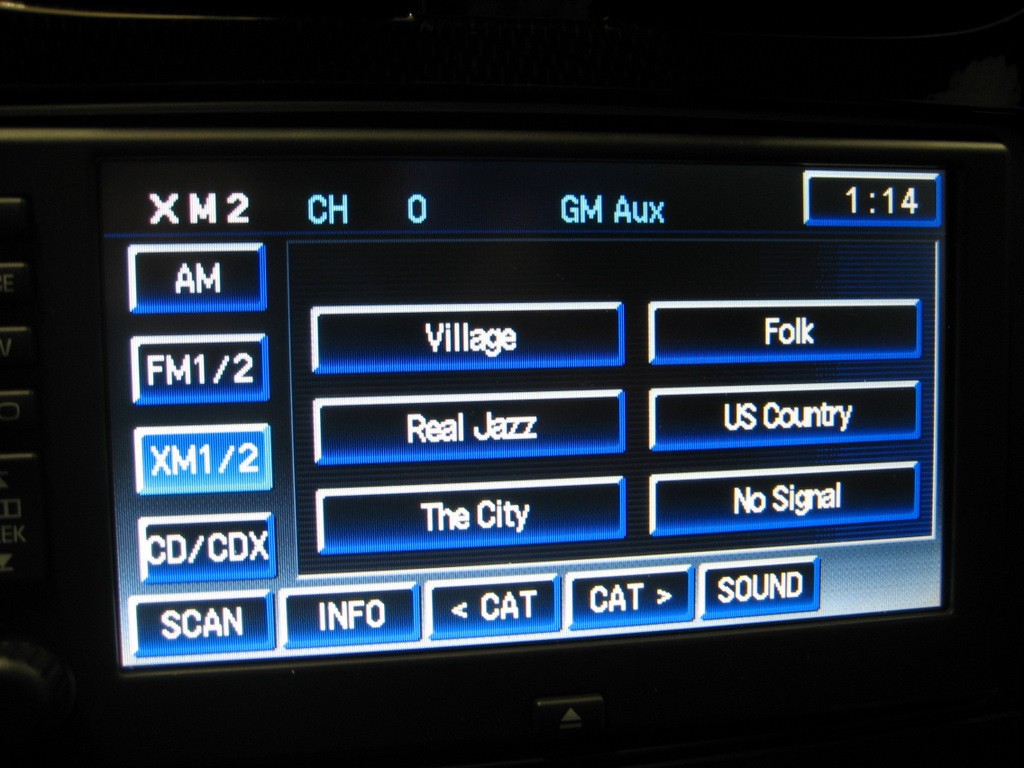 XM2 CH 0 GM Aux 1:14
AM
Village Folk
FM1/2
Real Jazz US Country
XM1/2
The City No Signal
CD/CDX
SCAN INFO < CAT CAT > SOUND